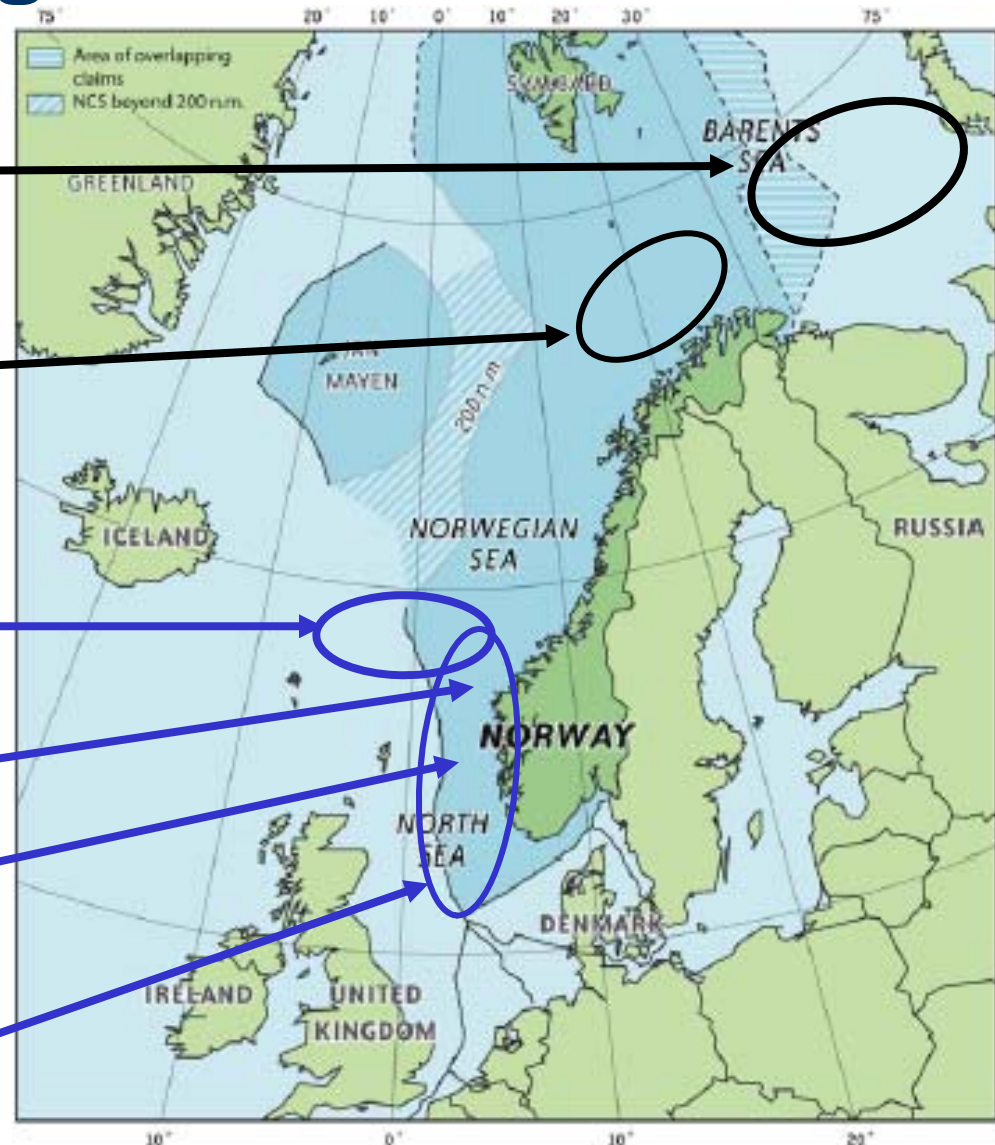 75° 20° 10° 0° 10° 20° 30° 75°
Area of overlapping
claims
NCS beyond 200 n.m.
SVALBARD
BARENTS
SEA
GREENLAND
JAN
MAYEN
200 n.m
ICELAND
NORWEGIAN
SEA
RUSSIA
NORWAY
NORTH
SEA
DENMARK
IRELAND
UNITED
KINGDOM
10° 0° 10° 20°